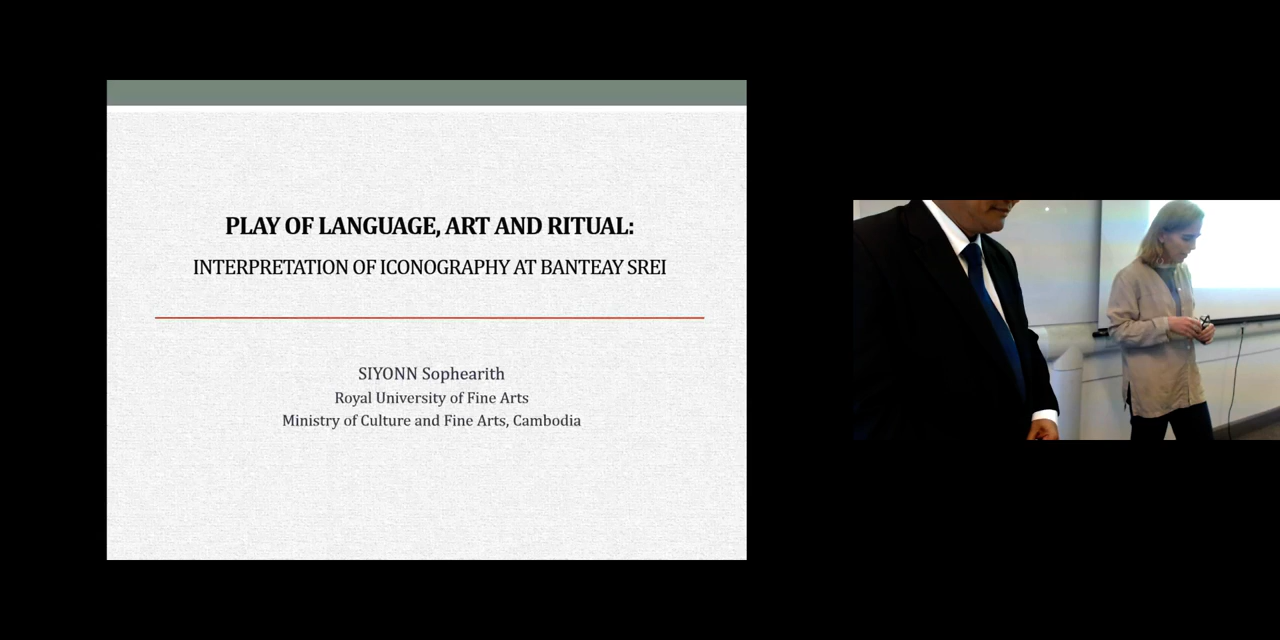 PLAY OF LANGUAGE, ART AND RITUAL:
INTERPRETATION OF ICONOGRAPHY AT BANTEAY SREI
SIYONN Sophearith
Royal University of Fine Arts
Ministry of Culture and Fine Arts, Cambodia